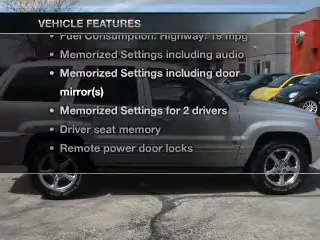 VEHICLE FEATURES
• Fuel Consumption: Highway: 19 mpg
• Memorized Settings including audio
• Memorized Settings including door
mirror(s)
• Memorized Settings for 2 drivers
• Driver seat memory
• Remote power door locks